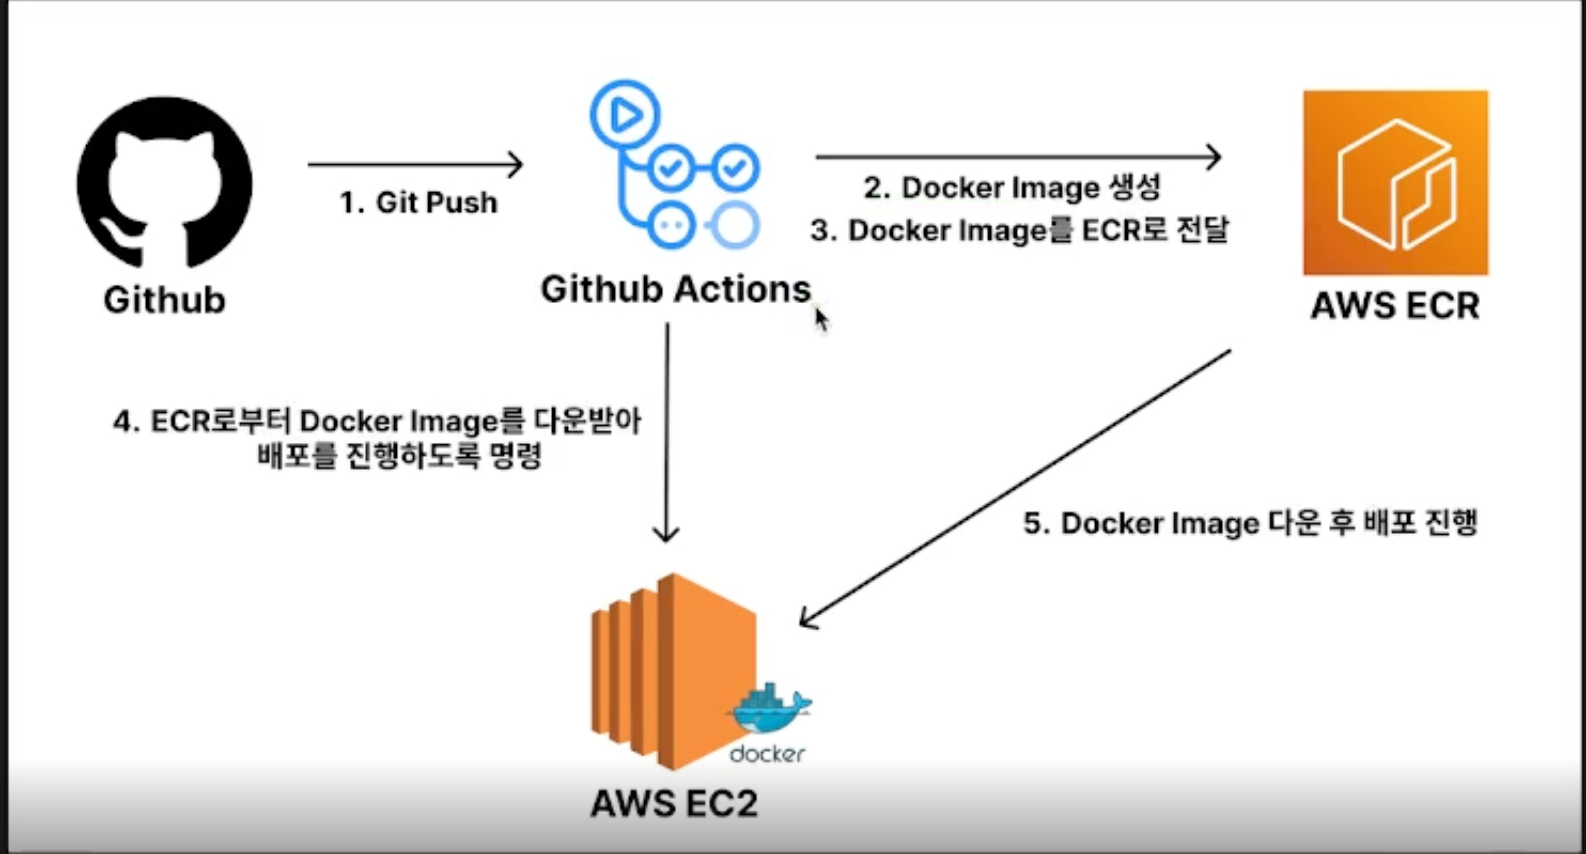 1. Git Push
2. Docker Image 생성
3. Docker Image를 ECR로 전달
Github
Github Actions
AWS ECR
4. ECR로부터 Docker Image를 다운받아
배포를 진행하도록 명령
5. Docker Image 다운 후 배포 진행
docker
AWS EC2